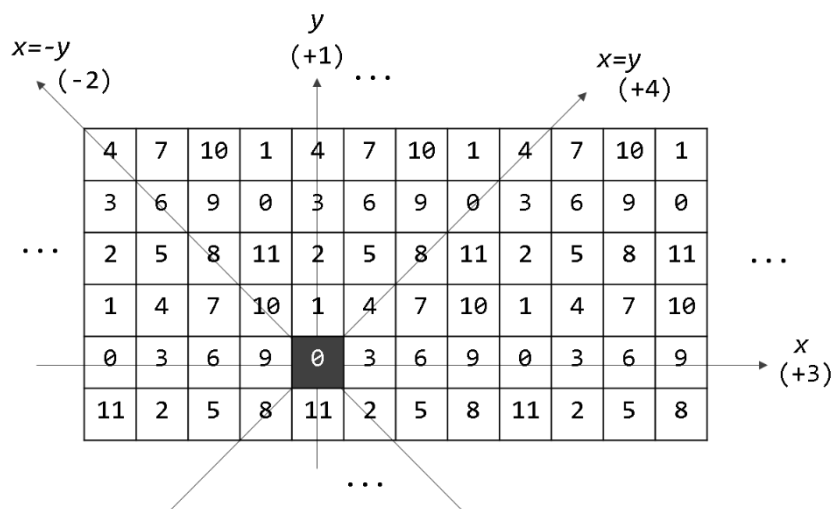 y
x=-y
(+1)
...
x=y
(-2)
(+4)
4 7 10 1 4 7 10 1 4 7 10 1
3 6 9 0 3 6 9 0 3 6 9 0
... 2 5 8 11 2 5 8 11 2 5 8 11 ...
1 4 7 10 1 4 7 10 1 4 7 10
0 3 6 9 0 3 6 9 0 3 6 9 x
(+3)
11 2 5 8 11 2 5 8 11 2 5 8
...